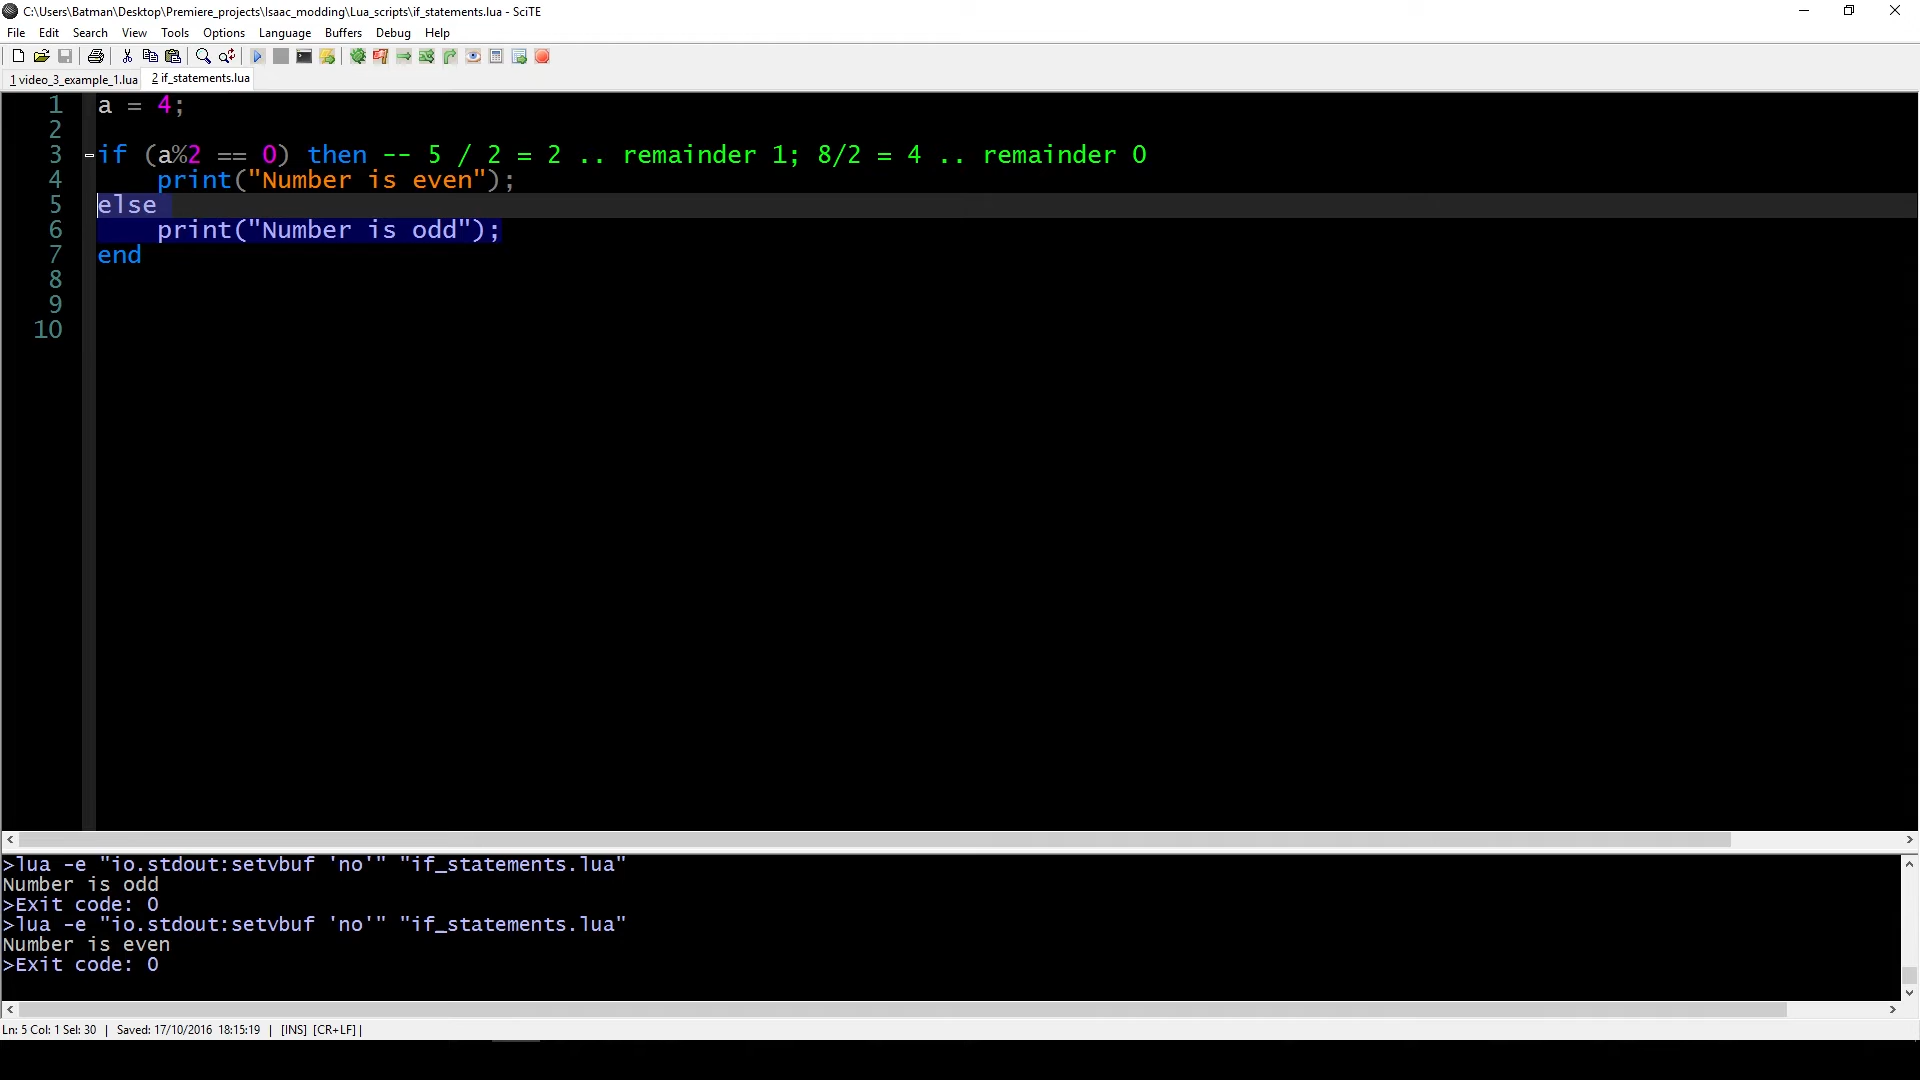 C:\Users\Batman\Desktop\Premiere_projects\Isaac_modding\Lua_scripts\if_statements.lua - SciTE
File Edit Search View Tools Options Language Buffers Debug Help
1 video_3_example_1.lua 2 if_statements.lua
1 a = 4;
2
3 if (a%2 == 0) then -- 5 / 2 = 2 .. remainder 1; 8/2 = 4 .. remainder 0
4 print("Number is even");
5 else
6 print("Number is odd");
7 end
8
9
10
>lua -e "io.stdout:setvbuf 'no'" "if_statements.lua"
Number is odd
>Exit code: 0
>lua -e "io.stdout:setvbuf 'no'" "if_statements.lua"
Number is even
>Exit code: 0
Ln: 5 Col: 1 Sel: 30 | Saved: 17/10/2016 18:15:19 | [INS] [CR+LF] |